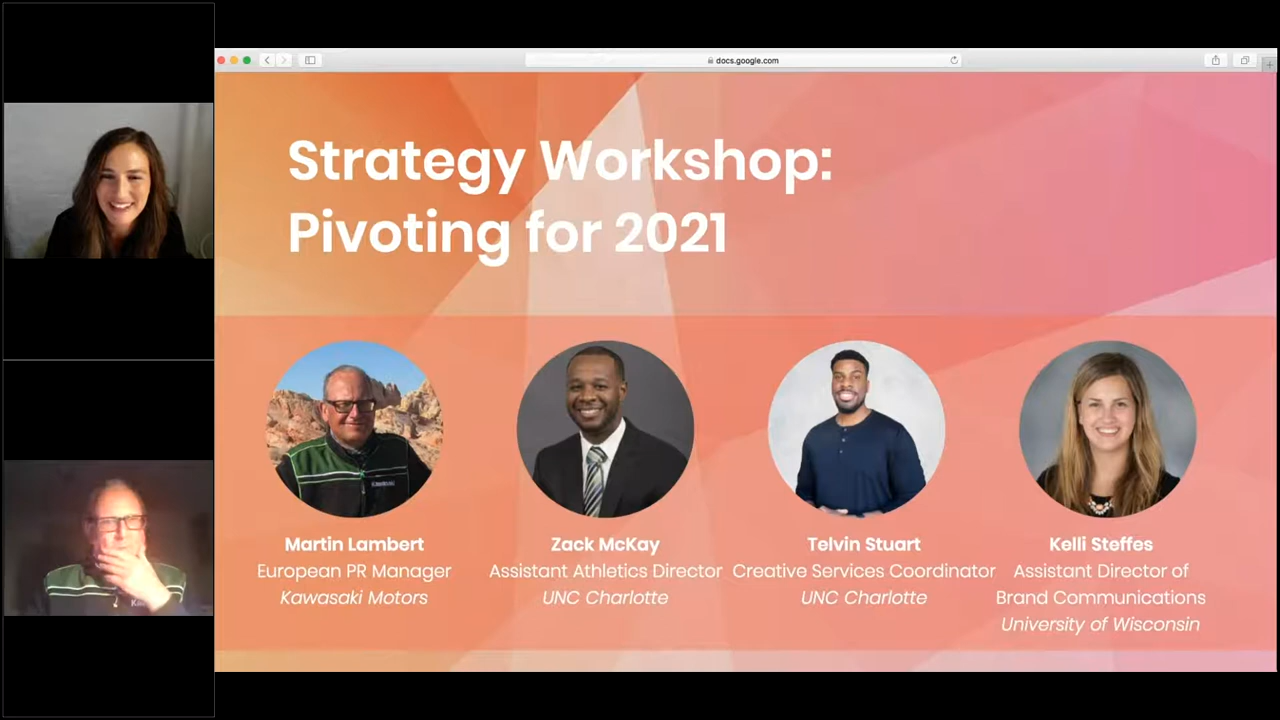 docs.google.com
Strategy Workshop:
Pivoting for 2021
Martin Lambert
European PR Manager
Kawasaki Motors
Zack McKay
Assistant Athletics Director
UNC Charlotte
Telvin Stuart
Creative Services Coordinator
UNC Charlotte
Kelli Steffes
Assistant Director of
Brand Communications
University of Wisconsin